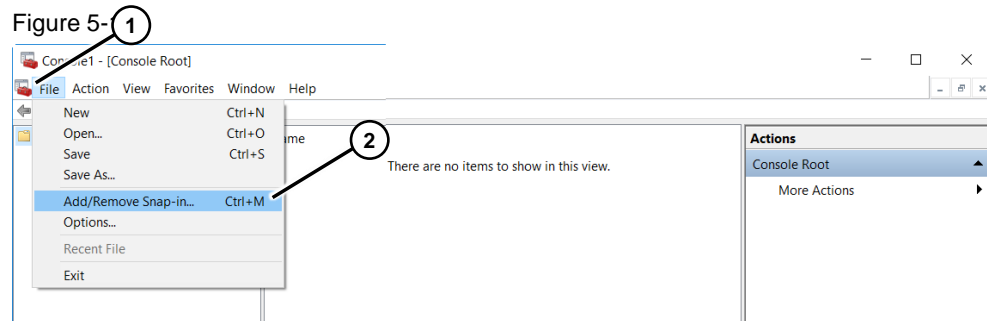 Figure 5-
1
Console1 - [Console Root]
File Action View Favorites Window Help
New Ctrl+N
Open... Ctrl+O
Save Ctrl+S
Save As...
Add/Remove Snap-in... Ctrl+M
Options...
Recent File
Exit
2
There are no items to show in this view.
Actions
Console Root
More Actions